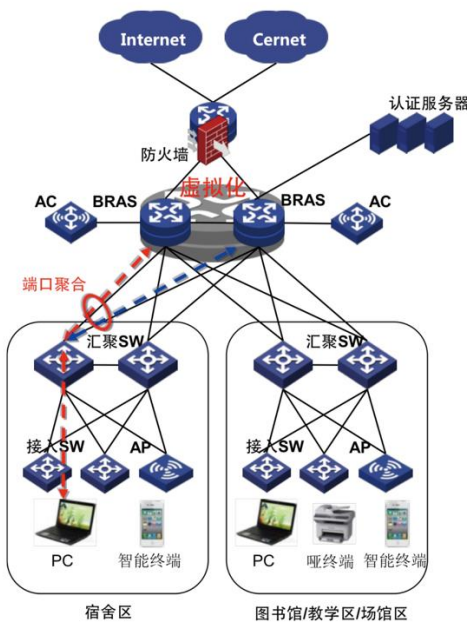 Internet
Cernet
认证服务器
防火墙
虚拟化
AC
BRAS
BRAS
AC
端口聚合
汇聚SW
汇聚SW
接入SW
AP
接入SW
AP
PC
智能终端
PC
哑终端
智能终端
宿舍区
图书馆/教学区/场馆区